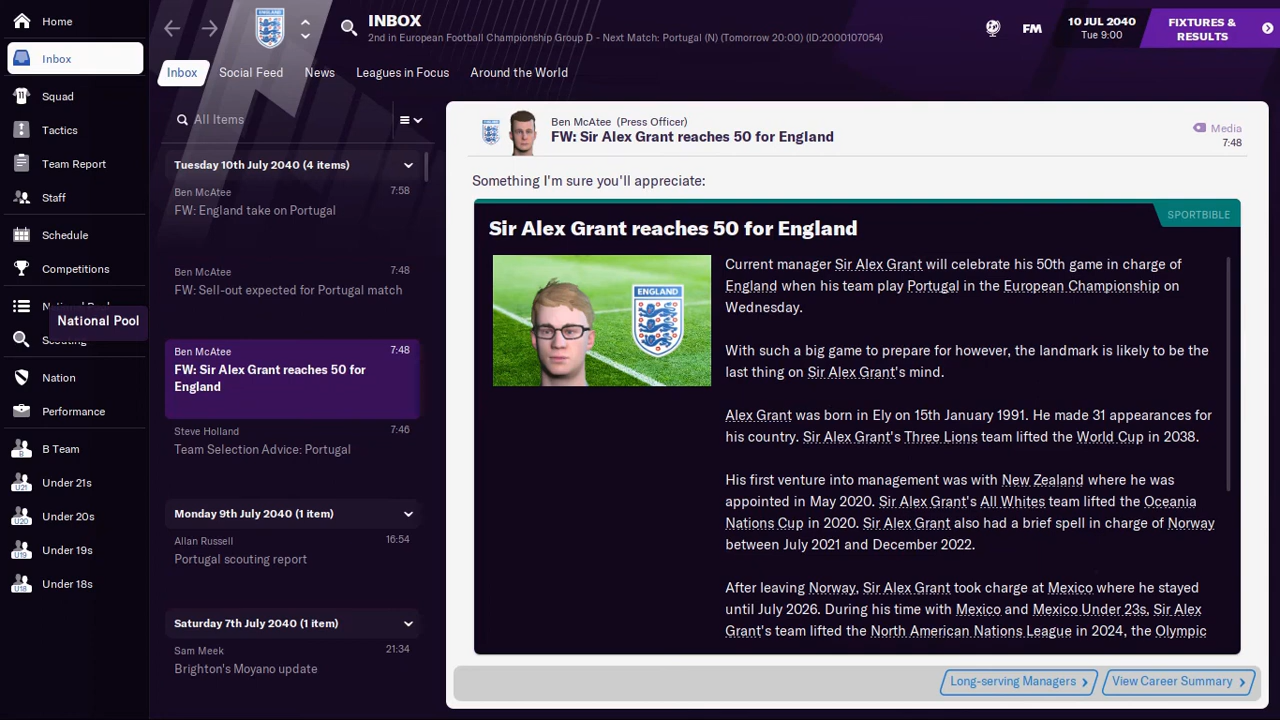 Home
Inbox
Squad
Tactics
Team Report
Staff
Schedule
Competitions
National Pool
Nation
Performance
B Team
Under 21s
Under 20s
Under 19s
Under 18s
ENGLAND
INBOX
2nd in European Football Championship Group D - Next Match: Portugal (N) (Tomorrow 20:00) (ID:2000107054)
FM
10 JUL 2040
Tue 9:00
FIXTURES &
RESULTS
Inbox
Social Feed
News
Leagues in Focus
Around the World
All Items
Tuesday 10th July 2040 (4 items)
Ben McAtee 7:58
FW: England take on Portugal
Ben McAtee 7:48
FW: Sell-out expected for Portugal match
Ben McAtee 7:48
FW: Sir Alex Grant reaches 50 for
England
Steve Holland 7:46
Team Selection Advice: Portugal
Monday 9th July 2040 (1 item)
Allan Russell 16:54
Portugal scouting report
Saturday 7th July 2040 (1 item)
Sam Meek 21:34
Brighton's Moyano update
Ben McAtee (Press Officer)
FW: Sir Alex Grant reaches 50 for England
Media
7:48
Something I'm sure you'll appreciate:
SPORTBIBLE
Sir Alex Grant reaches 50 for England
ENGLAND
Current manager Sir Alex Grant will celebrate his 50th game in charge of
England when his team play Portugal in the European Championship on
Wednesday.
With such a big game to prepare for however, the landmark is likely to be the
last thing on Sir Alex Grant's mind.
Alex Grant was born in Ely on 15th January 1991. He made 31 appearances for
his country. Sir Alex Grant's Three Lions team lifted the World Cup in 2038.
His first venture into management was with New Zealand where he was
appointed in May 2020. Sir Alex Grant's All Whites team lifted the Oceania
Nations Cup in 2020. Sir Alex Grant also had a brief spell in charge of Norway
between July 2021 and December 2022.
After leaving Norway, Sir Alex Grant took charge at Mexico where he stayed
until July 2026. During his time with Mexico and Mexico Under 23s, Sir Alex
Grant's team lifted the North American Nations League in 2024, the Olympic
Long-serving Managers
View Career Summary